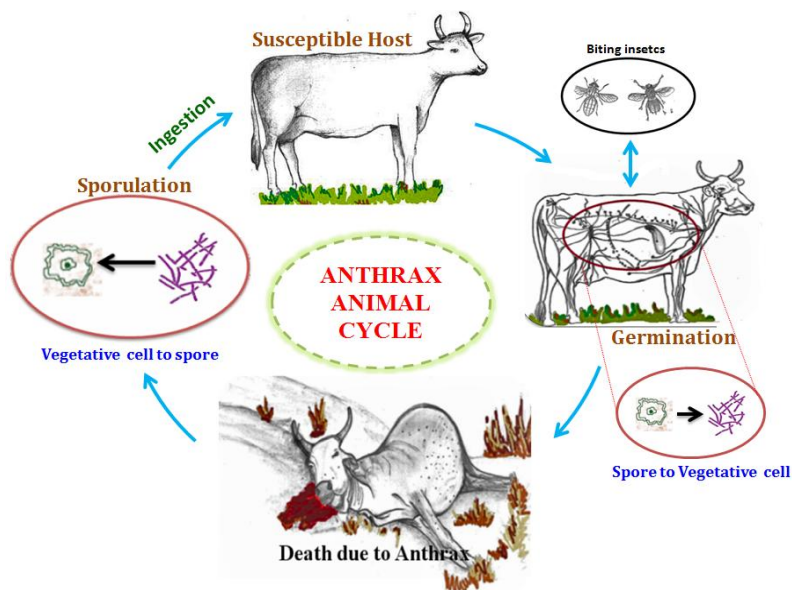 Susceptible Host
Biting insetcs
Ingestion
Sporulation
ANTHRAX
ANIMAL
CYCLE
Vegetative cell to spore
Germination
Spore to Vegetative cell
Death due to Anthrax